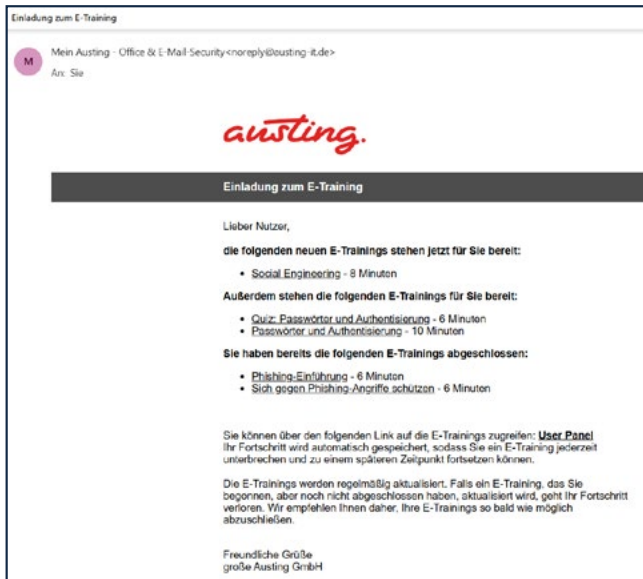 Einladung zum E-Training
Mein Austing - Office & E-Mail-Security<noreply@austing-it.de>
M
An: Sie
austing.
Einladung zum E-Training
Lieber Nutzer,
die folgenden neuen E-Trainings stehen jetzt für Sie bereit:
• Social Engineering - 8 Minuten
Außerdem stehen die folgenden E-Trainings für Sie bereit:
• Quiz: Passwörter und Authentisierung - 6 Minuten
• Passwörter und Authentisierung - 10 Minuten
Sie haben bereits die folgenden E-Trainings abgeschlossen:
• Phishing-Einführung - 6 Minuten
• Sich gegen Phishing-Angriffe schützen - 6 Minuten
Sie können über den folgenden Link auf die E-Trainings zugreifen: User Panel
Ihr Fortschritt wird automatisch gespeichert, sodass Sie ein E-Training jederzeit
unterbrechen und zu einem späteren Zeitpunkt fortsetzen können.
Die E-Trainings werden regelmäßig aktualisiert. Falls ein E-Training, das Sie
begonnen, aber noch nicht abgeschlossen haben, aktualisiert wird, geht Ihr Fortschritt
verloren. Wir empfehlen Ihnen daher, Ihre E-Trainings so bald wie möglich
abzuschließen.
Freundliche Grüße
große Austing GmbH